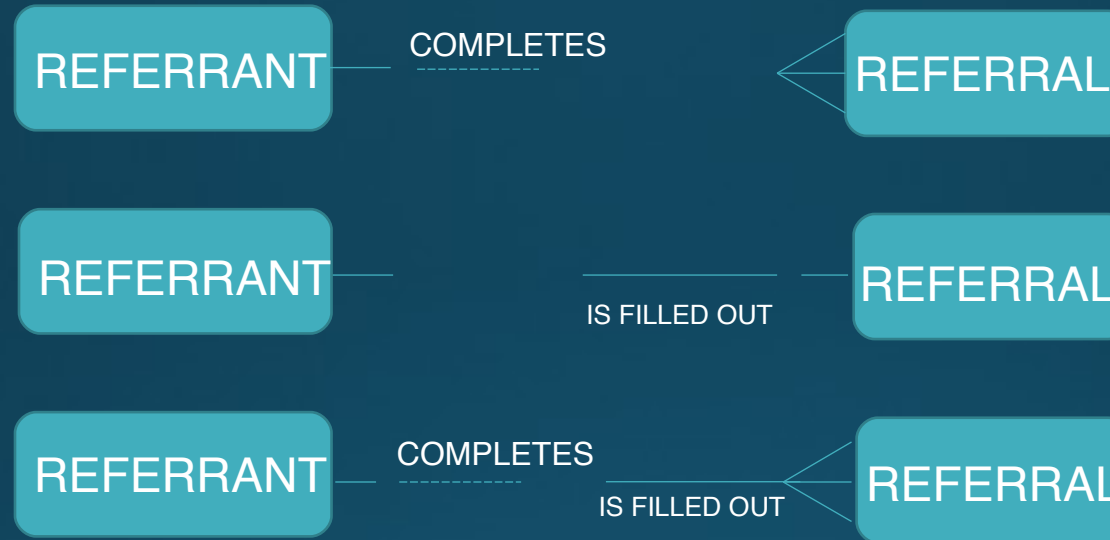 REFERRANT COMPLETES REFERRAL
REFERRANT REFERRAL
IS FILLED OUT
REFERRANT COMPLETES REFERRAL
IS FILLED OUT